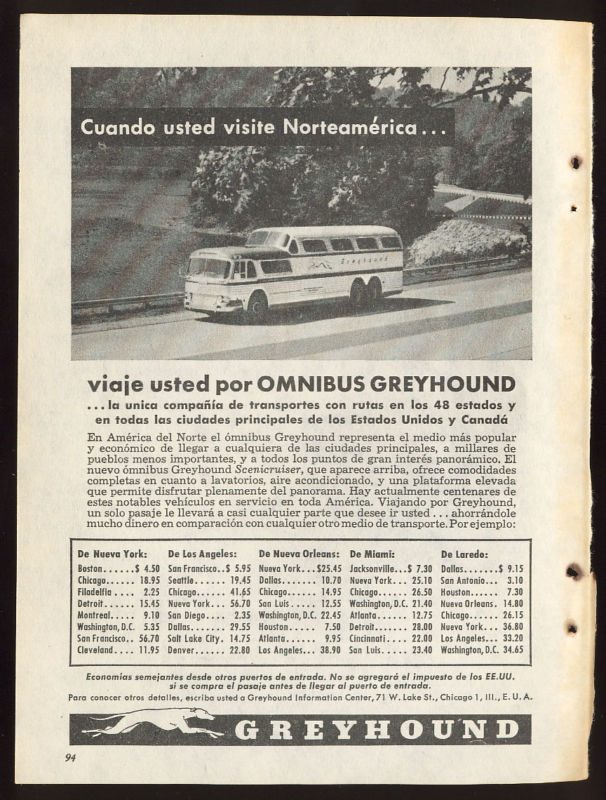 Cuando usted visite Norteamérica...
Greyhound
viaje usted por OMNIBUS GREYHOUND
...la unica compañía de transportes con rutas en los 48 estados y
en todas las ciudades principales de los Estados Unidos y Canadá
En América del Norte el ómnibus Greyhound representa el medio más popular
y económico de llegar a cualquiera de las ciudades principales, a millares de
pueblos menos importantes, y a todos los puntos de gran interés panorámico. El
nuevo ómnibus Greyhound Scenicruiser, que aparece arriba, ofrece comodidades
completas en cuanto a lavatorios, aire acondicionado, y una plataforma elevada
que permite disfrutar plenamente del panorama. Hay actualmente centenares de
estos notables vehículos en servicio en toda América. Viajando por Greyhound,
un solo pasaje le llevará a casi cualquier parte que desee ir usted...ahorrándole
mucho dinero en comparación con cualquier otro medio de transporte. Por ejemplo:
De Nueva York:
Boston......$ 4.50
Chicago...... 18.95
Filadelfia .... 2.25
Detroit...... 15.45
Montreal..... 9.10
Washington, D.C. 5.35
San Francisco.. 56.70
Cleveland.... 11.95
De Los Angeles:
San Francisco..$ 5.95
Seattle...... 19.45
Chicago..... 41.65
Nueva York... 56.70
San Diego.... 2.35
Dallas...... 29.55
Salt Lake City. 14.75
Denver..... 22.80
De Nueva Orleans:
Nueva York...$25.45
Dallas....... 10.70
Chicago..... 14.95
San Luis .... 12.55
Washington, D.C. 22.45
Houston..... 7.50
Atlanta..... 9.95
Los Angeles... 38.90
De Miami:
Jacksonville...$ 7.30
Nueva York... 25.10
Chicago...... 26.50
Washington, D.C. 21.40
Atlanta...... 12.75
Detroit...... 28.00
Cincinnati.... 22.00
San Luis..... 23.40
De Laredo:
Dallas.......$ 9.15
San Antonio... 3.10
Houston...... 7.30
Nueva Orleans. 14.80
Chicago..... 26.15
Nueva York... 36.80
Los Angeles... 33.20
Washington, D.C. 34.65
Economías semejantes desde otros puertos de entrada. No se agregará el impuesto de los EE.UU.
si se compra el pasaje antes de llegar al puerto de entrada.
Para conocer otros detalles, escriba usted a Greyhound Information Center, 71 W. Lake St., Chicago 1, Ill., E. U. A.
GREYHOUND
94